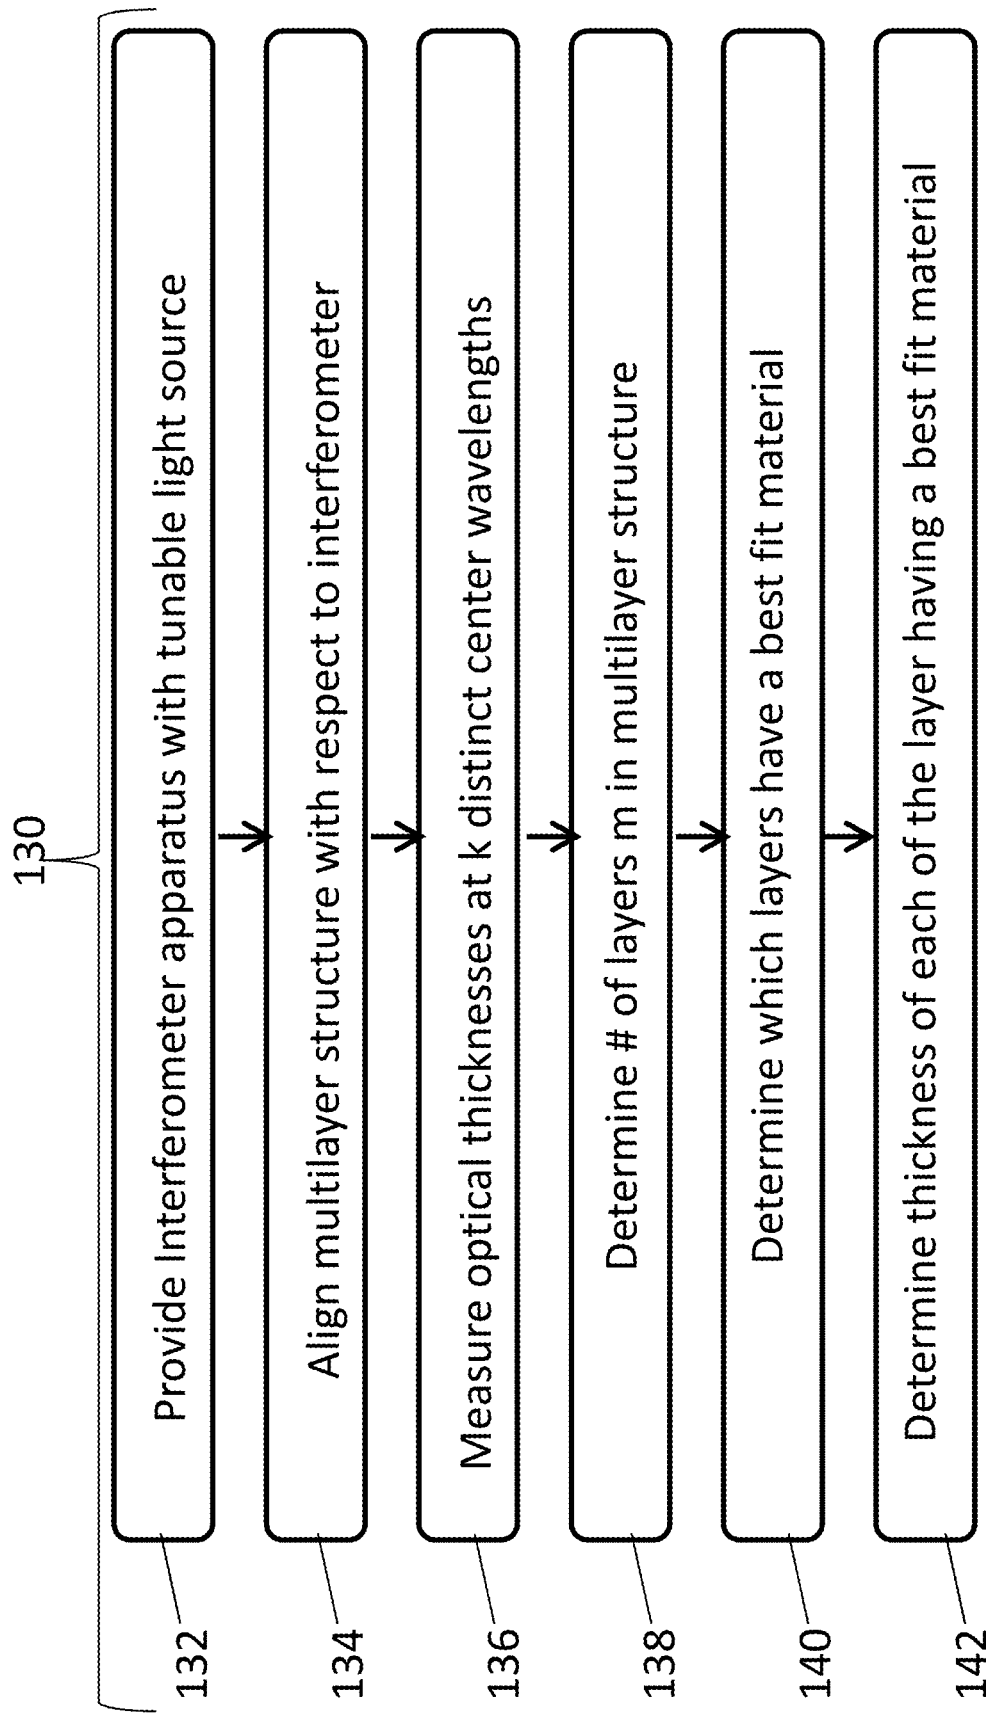 130
132
Provide Interferometer apparatus with tunable light source
134
Align multilayer structure with respect to interferometer
136
Measure optical thicknesses at k distinct center wavelengths
138
Determine # of layers m in multilayer structure
140
Determine which layers have a best fit material
142
Determine thickness of each of the layer having a best fit material